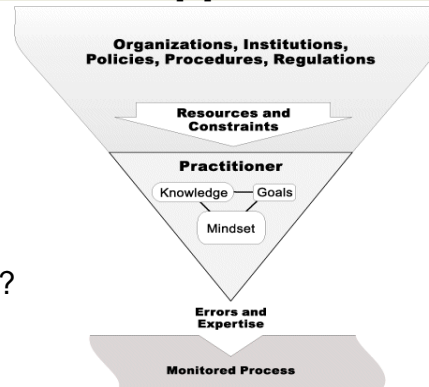 Organizations, Institutions,
Policies, Procedures, Regulations
Resources and
Constraints
Practitioner
Knowledge
Goals
Mindset
?
Errors and
Expertise
Monitored Process